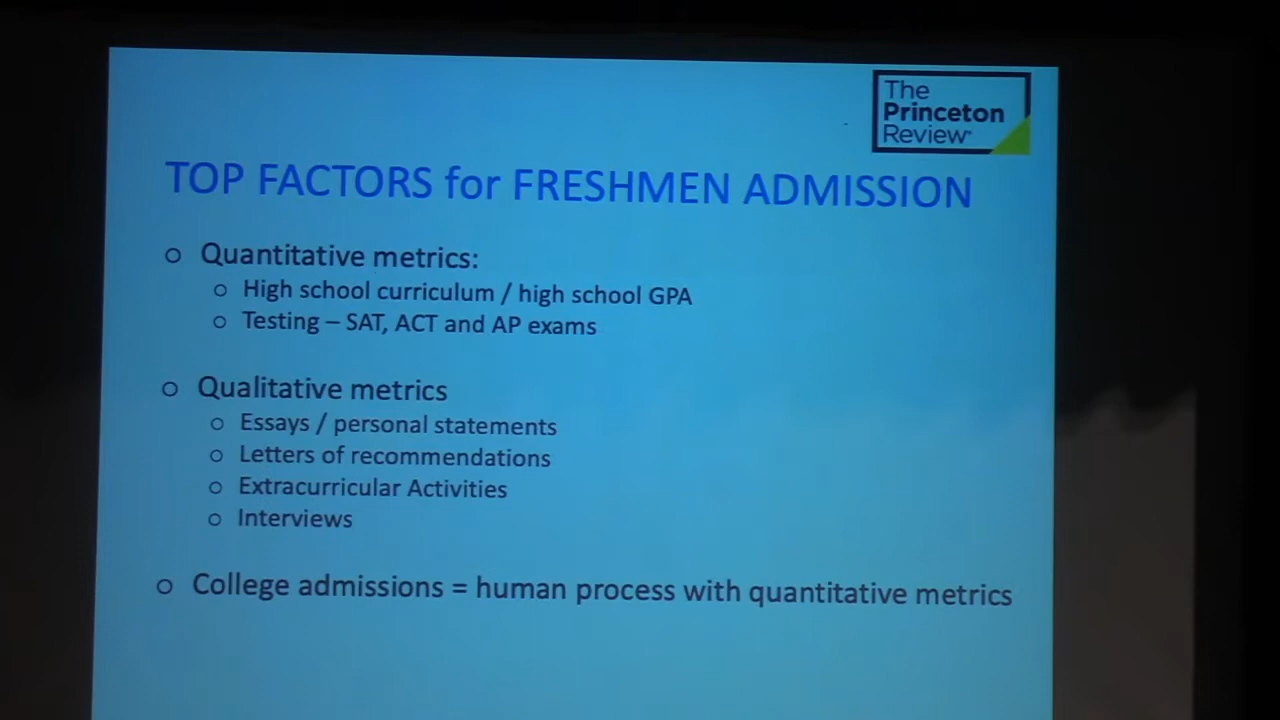 The
Princeton
Review®
TOP FACTORS for FRESHMEN ADMISSION
o Quantitative metrics:
o High school curriculum / high school GPA
o Testing – SAT, ACT and AP exams
o Qualitative metrics
o Essays / personal statements
o Letters of recommendations
o Extracurricular Activities
o Interviews
o College admissions = human process with quantitative metrics